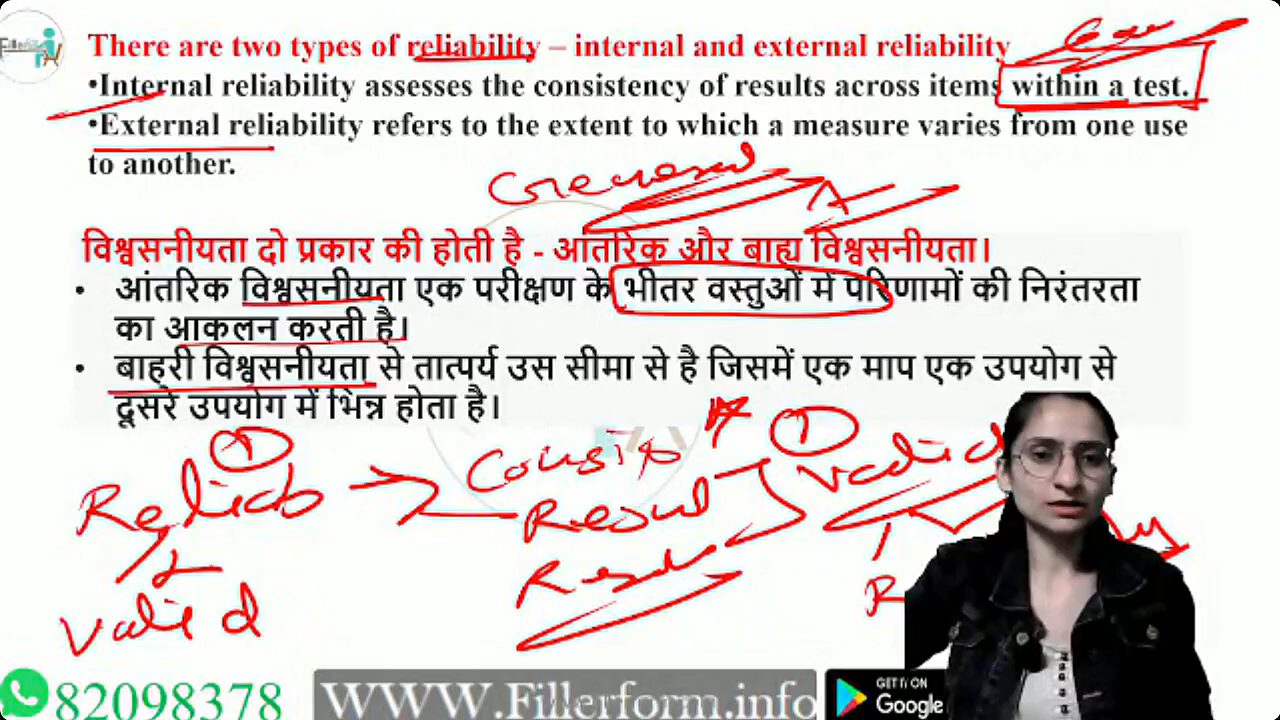 There are two types of reliability – internal and external reliability
•Internal reliability assesses the consistency of results across items within a test.
•External reliability refers to the extent to which a measure varies from one use
to another.
विश्वसनीयता दो प्रकार की होती है - आंतरिक और बाह्य विश्वसनीयता।
• आंतरिक विश्वसनीयता एक परीक्षण के भीतर वस्तुओं में परिणामों की निरंतरता
का आकलन करती है।
• बाहरी विश्वसनीयता से तात्पर्य उस सीमा से है जिसमें एक माप एक उपयोग से
दूसरे उपयोग में भिन्न होता है।
Valid
Valid
82098378
WWW.Fillerform.info
GET IT ON
Google